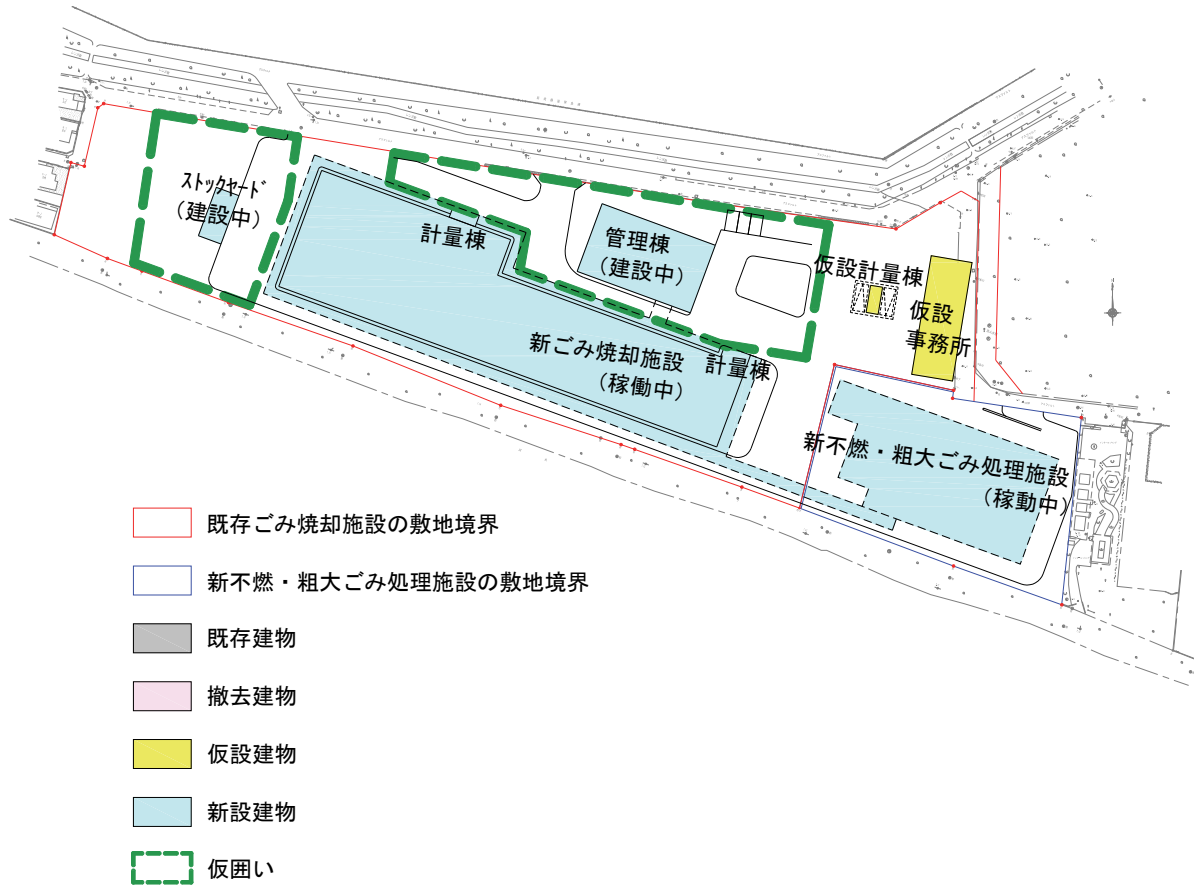 ストックヤード
(建設中)
計量棟
管理棟
(建設中)
仮設計量棟
仮設
事務所
新ごみ焼却施設
(稼働中)
計量棟
新不燃・粗大ごみ処理施設
(稼動中)
既存ごみ焼却施設の敷地境界
新不燃・粗大ごみ処理施設の敷地境界
既存建物
撤去建物
仮設建物
新設建物
仮囲い